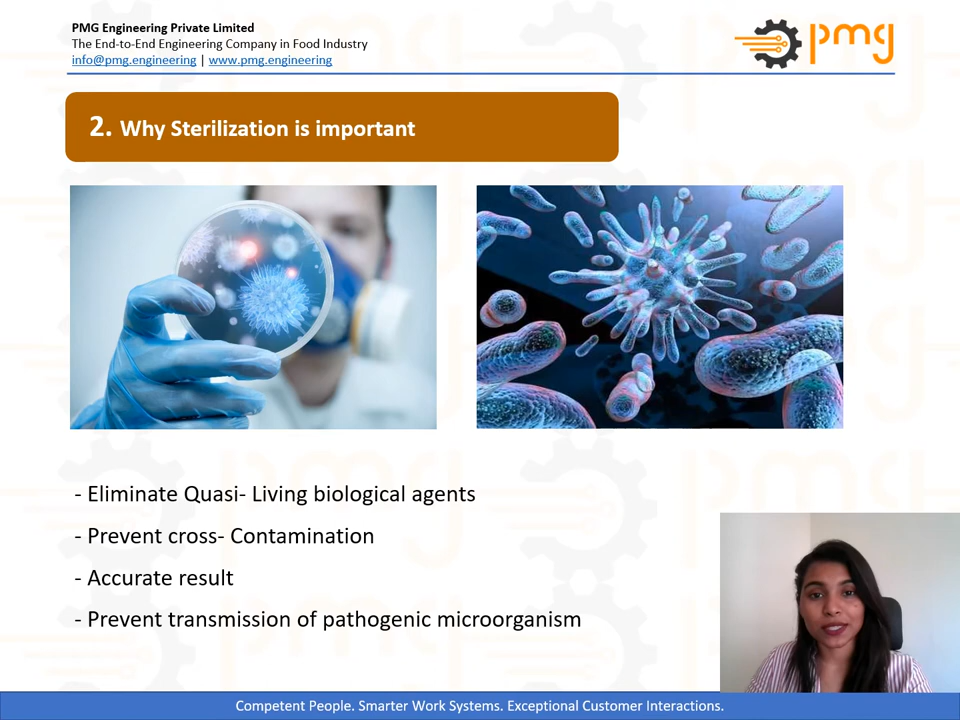 PMG Engineering Private Limited
The End-to-End Engineering Company in Food Industry
info@pmg.engineering | www.pmg.engineering
pmg
2. Why Sterilization is important
- Eliminate Quasi- Living biological agents
- Prevent cross- Contamination
- Accurate result
- Prevent transmission of pathogenic microorganism
Competent People. Smarter Work Systems. Exceptional Customer Interactions.